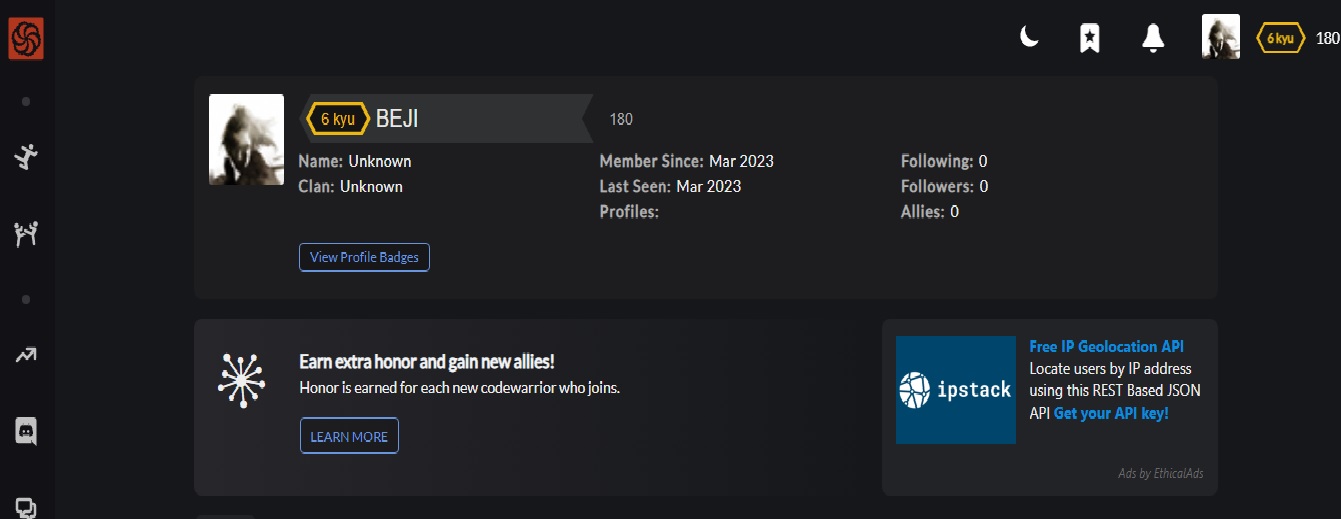 6 kyu 180
6 kyu BEJI 180
Name: Unknown
Clan: Unknown
Member Since: Mar 2023
Last Seen: Mar 2023
Profiles:
Following: 0
Followers: 0
Allies: 0
View Profile Badges
Earn extra honor and gain new allies!
Honor is earned for each new codewarrior who joins.
LEARN MORE
ipstack
Free IP Geolocation API
Locate users by IP address
using this REST Based JSON
API Get your API key!
Ads by EthicalAds